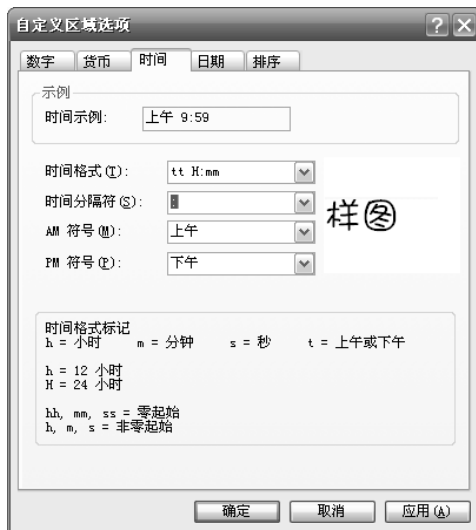 自定义区域选项
数字 货币 时间 日期 排序
示例
时间示例: 上午 9:59
时间格式(T): tt H:mm
时间分隔符(S): :
AM 符号(M): 上午
PM 符号(P): 下午
样图
时间格式标记
h = 小时 m = 分钟 s = 秒 t = 上午或下午
h = 12 小时
H = 24 小时
hh, mm, ss = 零起始
h, m, s = 非零起始
确定 取消 应用(A)